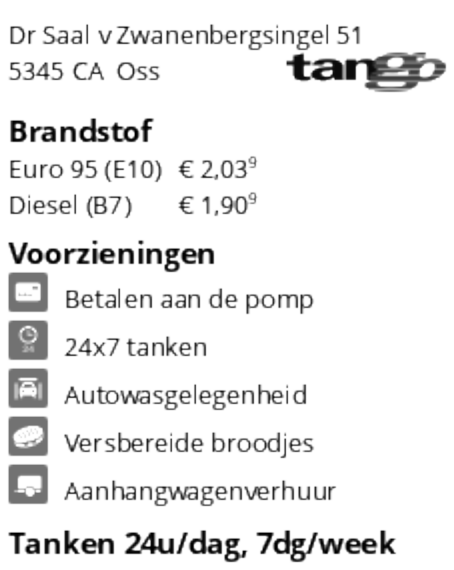 Dr Saal v Zwanenbergsingel 51
5345 CA Oss
tango
Brandstof
Euro 95 (E10) € 2,03⁹
Diesel (B7) € 1,90⁹
Voorzieningen
Betalen aan de pomp
24
24x7 tanken
Autowasgelegenheid
Versbereide broodjes
Aanhangwagenverhuur
Tanken 24u/dag, 7dg/week